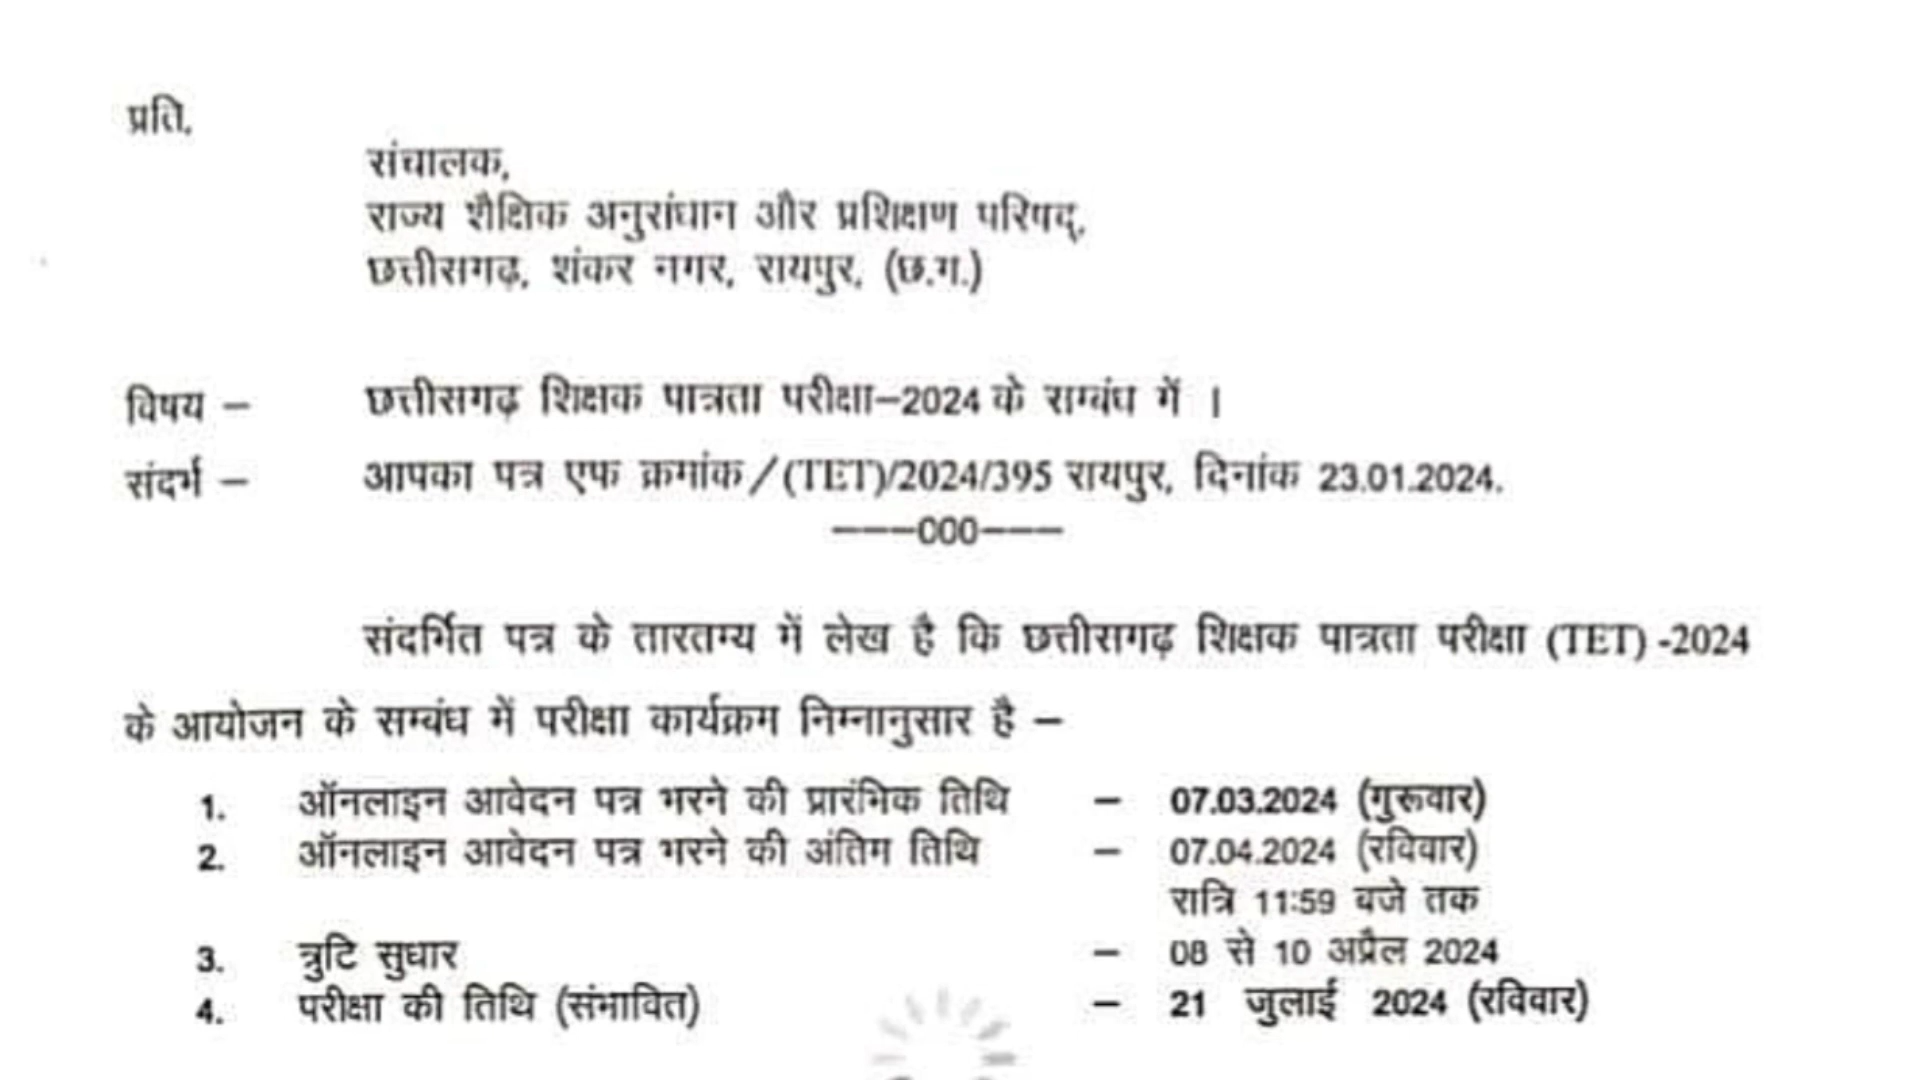 प्रति,
संचालक,
राज्य शैक्षिक अनुसंधान और प्रशिक्षण परिषद्,
छत्तीसगढ़, शंकर नगर, रायपुर, (छ.ग.)
विषय – छत्तीसगढ़ शिक्षक पात्रता परीक्षा–2024 के सम्बंध में ।
संदर्भ – आपका पत्र एफ क्रमांक/(TET)/2024/395 रायपुर, दिनांक 23.01.2024.
———000———
संदर्भित पत्र के तारतम्य में लेख है कि छत्तीसगढ़ शिक्षक पात्रता परीक्षा (TET) -2024
के आयोजन के सम्बंध में परीक्षा कार्यक्रम निम्नानुसार है –
1. ऑनलाइन आवेदन पत्र भरने की प्रारंभिक तिथि – 07.03.2024 (गुरूवार)
2. ऑनलाइन आवेदन पत्र भरने की अंतिम तिथि – 07.04.2024 (रविवार)
रात्रि 11:59 बजे तक
3. त्रुटि सुधार – 08 से 10 अप्रैल 2024
4. परीक्षा की तिथि (संभावित) – 21 जुलाई 2024 (रविवार)